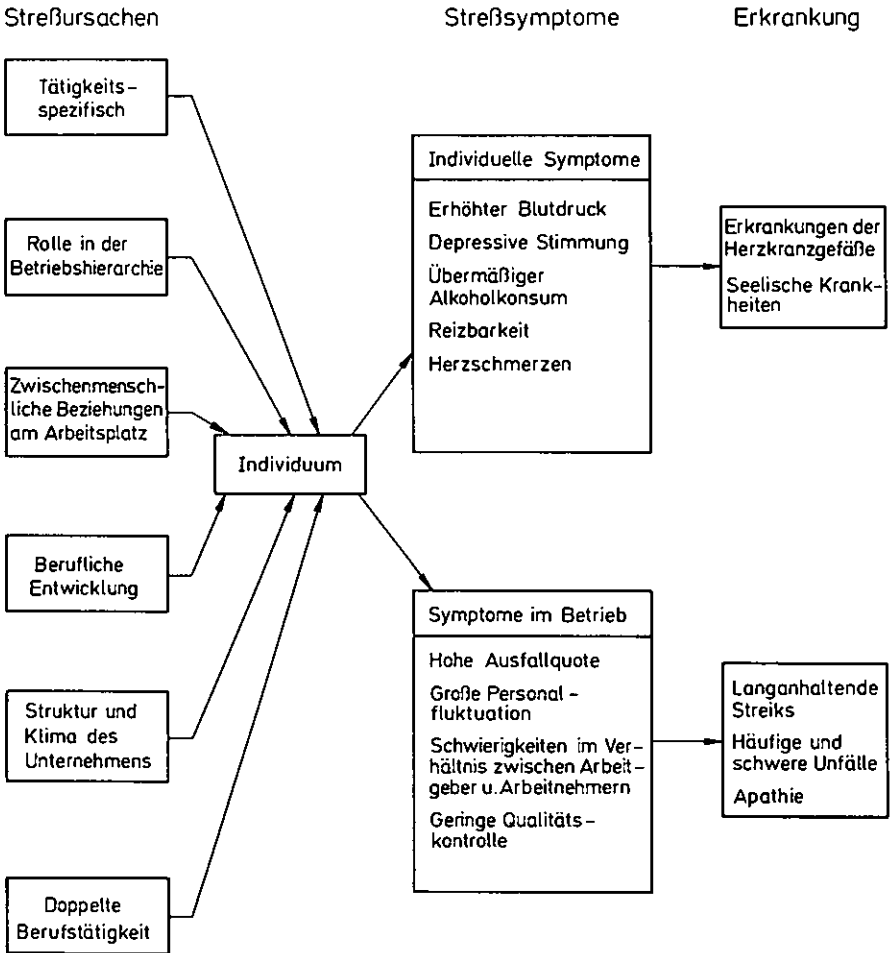 Streßursachen
Streßsymptome
Erkrankung
Tätigkeits-
spezifisch
Rolle in der
Betriebshierarchie
Zwischenmensch-
liche Beziehungen
am Arbeitsplatz
Berufliche
Entwicklung
Struktur und
Klima des
Unternehmens
Doppelte
Berufstätigkeit
Individuum
Individuelle Symptome
Erhöhter Blutdruck
Depressive Stimmung
Übermäßiger
Alkoholkonsum
Reizbarkeit
Herzschmerzen
Symptome im Betrieb
Hohe Ausfallquote
Große Personal-
fluktuation
Schwierigkeiten im Ver-
hältnis zwischen Arbeit-
geber u. Arbeitnehmern
Geringe Qualitäts-
kontrolle
Erkrankungen der
Herzkranzgefäße
Seelische Krank-
heiten
Langanhaltende
Streiks
Häufige und
schwere Unfälle
Apathie